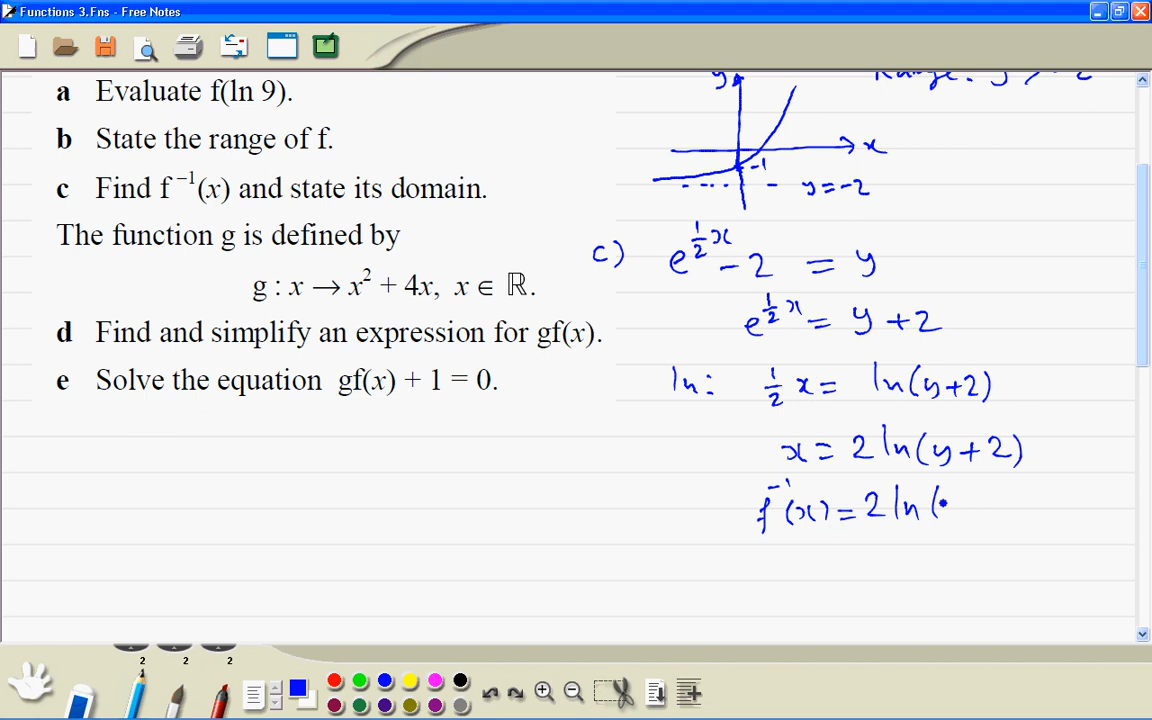 Functions 3.Fns - Free Notes
a Evaluate f(ln 9).
b State the range of f.
c Find f⁻¹(x) and state its domain.
The function g is defined by
g : x → x² + 4x, x ∈ ℝ.
d Find and simplify an expression for gf(x).
e Solve the equation gf(x) + 1 = 0.
y
x
-1
y = -2
c) e^{½x} - 2 = y
e^{½x} = y + 2
ln: ½x = ln(y+2)
x = 2 ln(y + 2)
f⁻¹(x) = 2 ln(
2 2 2